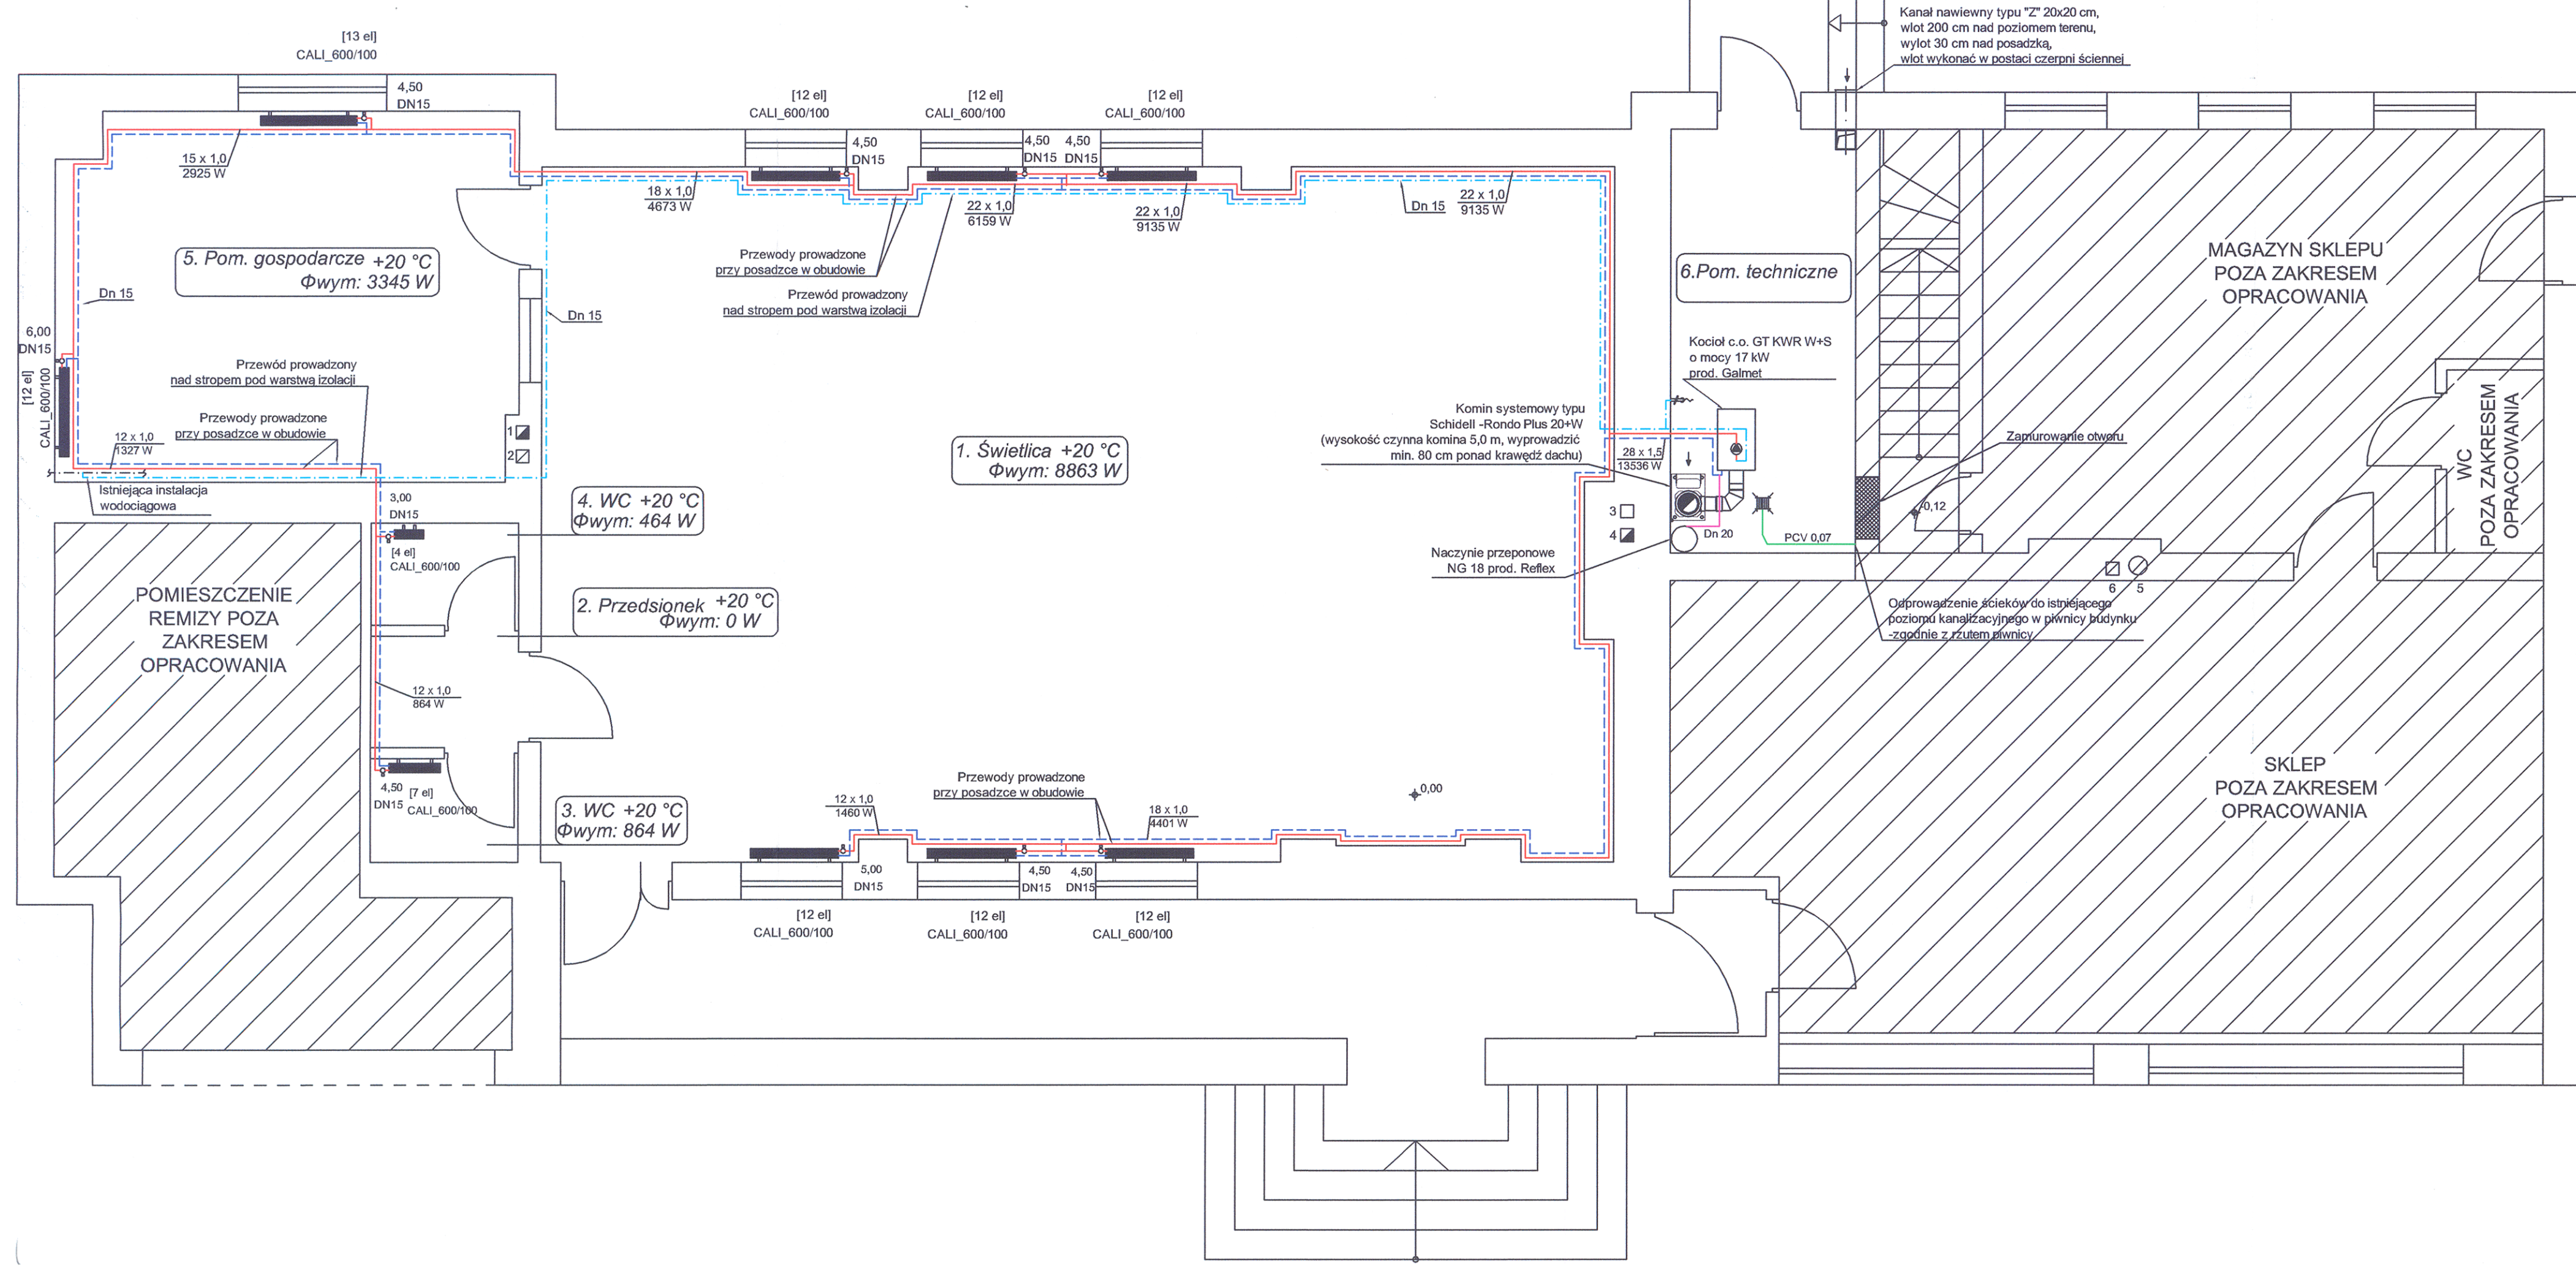 Kanał nawiewny typu "Z" 20x20 cm,
wlot 200 cm nad poziomem terenu,
wylot 30 cm nad posadzką,
wlot wykonać w postaci czerpni ściennej
[13 el]
CALI_600/100
4,50
DN15
[12 el]
CALI_600/100
[12 el]
CALI_600/100
[12 el]
CALI_600/100
4,50
DN15
4,50
DN15
4,50
DN15
15 x 1,0
2925 W
18 x 1,0
4673 W
22 x 1,0
6159 W
22 x 1,0
9135 W
Dn 15
22 x 1,0
9135 W
5. Pom. gospodarcze +20 °C
Φwym: 3345 W
Przewody prowadzone
przy posadzce w obudowie
Przewód prowadzony
nad stropem pod warstwą izolacji
6.Pom. techniczne
MAGAZYN SKLEPU
POZA ZAKRESEM
OPRACOWANIA
Dn 15
Dn 15
6,00
DN15
[12 el]
CALI_600/100
Przewód prowadzony
nad stropem pod warstwa izolacji
Przewody prowadzone
przy posadzce w obudowie
12 x 1,0
1327 W
1
2
Istniejąca instalacja
wodociągowa
Kocioł c.o. GT KWR W+S
o mocy 17 kW
prod. Galmet
Komin systemowy typu
Schidell -Rondo Plus 20+W
(wysokość czynna komina 5,0 m, wyprowadzić
min. 80 cm ponad krawędź dachu)
28 x 1,5
13536 W
1. Świetlica +20 °C
Φwym: 8863 W
Zamurowanie otworu
WC
POZA ZAKRESEM
OPRACOWANIA
3,00
DN15
[4 el]
CALI_600/100
4. WC +20 °C
Φwym: 464 W
3
4
-0,12
Dn 20
PCV 0,07
Naczynie przeponowe
NG 18 prod. Reflex
6
5
POMIESZCZENIE
REMIZY POZA
ZAKRESEM
OPRACOWANIA
2. Przedsionek +20 °C
Φwym: 0 W
Odprowadzenie ścieków do istniejącego
poziomu kanalizacyjnego w piwnicy budynku
-zgodnie z rzutem piwnicy
12 x 1,0
864 W
4,50
DN15
[7 el]
CALI_600/100
3. WC +20 °C
Φwym: 864 W
Przewody prowadzone
przy posadzce w obudowie
12 x 1,0
1460 W
18 x 1,0
4401 W
0,00
SKLEP
POZA ZAKRESEM
OPRACOWANIA
5,00
DN15
4,50
DN15
4,50
DN15
[12 el]
CALI_600/100
[12 el]
CALI_600/100
[12 el]
CALI_600/100